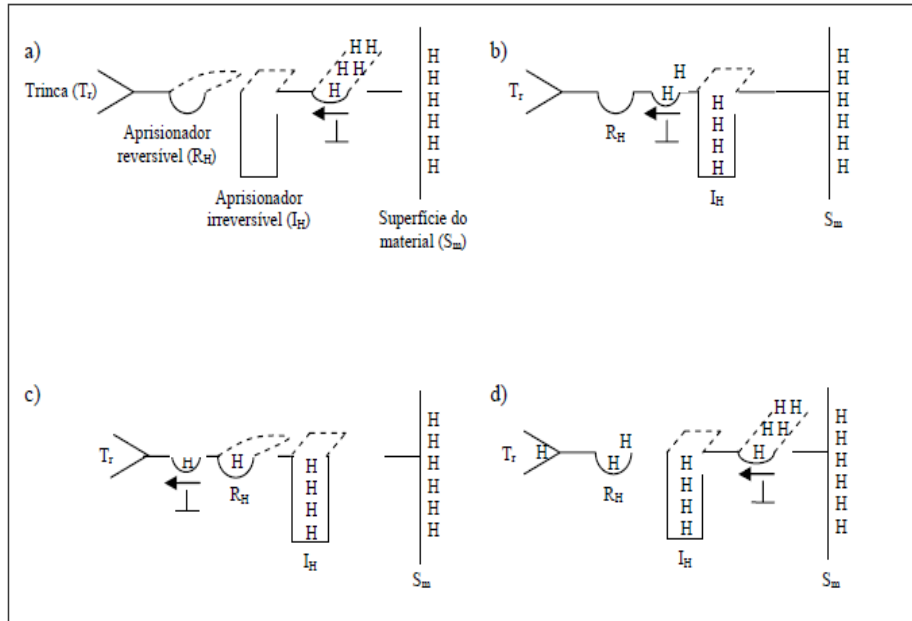 a)
Trinca (Tr)
Aprisionador
reversível (RH)
Aprisionador
irreversível (IH)
H H
H H
H
H
H
H
H
H
H
Superfície do
material (Sm)
b)
Tr
RH
H
H
H
H
H
H
IH
H
H
H
H
H
H
Sm
c)
Tr
H
H
RH
H
H
H
H
IH
H
H
H
H
H
H
Sm
d)
Tr
H
H
H
RH
H
H
H
H
IH
H H
H H
H
H
H
H
H
H
H
Sm